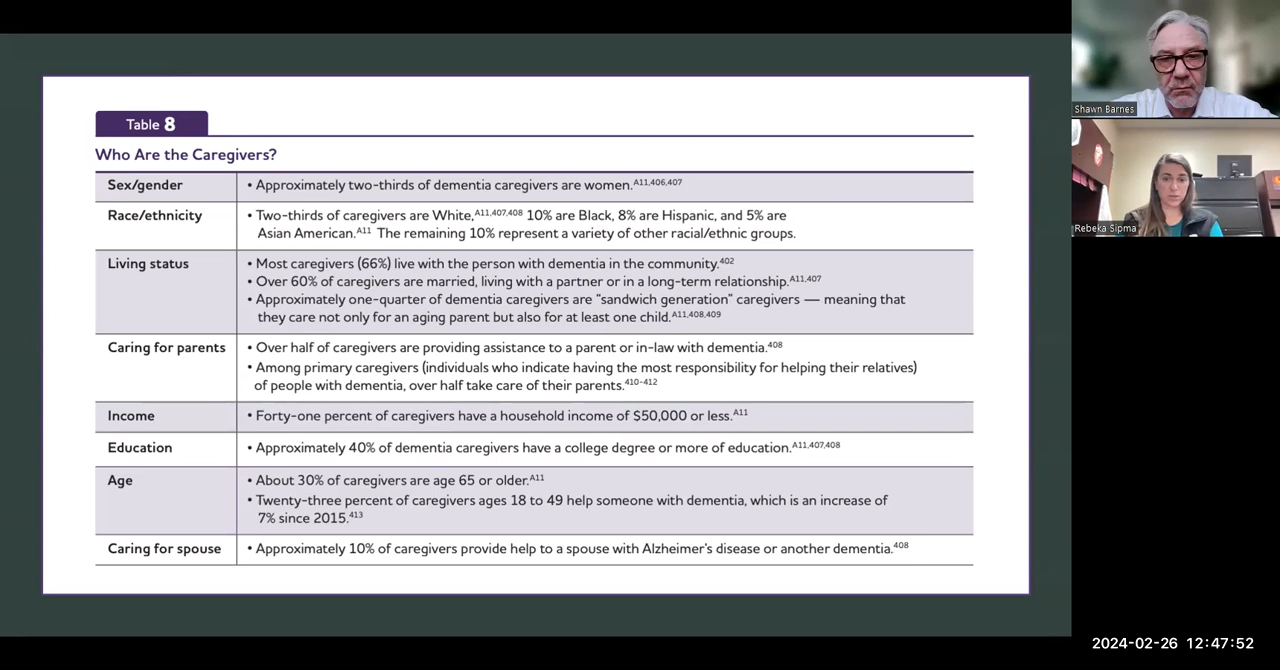 Table 8
Who Are the Caregivers?
Sex/gender
• Approximately two-thirds of dementia caregivers are women.A11,406,407
Race/ethnicity
• Two-thirds of caregivers are White,A11,407,408 10% are Black, 8% are Hispanic, and 5% are
Asian American.A11 The remaining 10% represent a variety of other racial/ethnic groups.
Living status
• Most caregivers (66%) live with the person with dementia in the community.402
• Over 60% of caregivers are married, living with a partner or in a long-term relationship.A11,407
• Approximately one-quarter of dementia caregivers are “sandwich generation” caregivers — meaning that
they care not only for an aging parent but also for at least one child.A11,408,409
Caring for parents
• Over half of caregivers are providing assistance to a parent or in-law with dementia.408
• Among primary caregivers (individuals who indicate having the most responsibility for helping their relatives)
of people with dementia, over half take care of their parents.410-412
Income
• Forty-one percent of caregivers have a household income of $50,000 or less.A11
Education
• Approximately 40% of dementia caregivers have a college degree or more of education.A11,407,408
Age
• About 30% of caregivers are age 65 or older.A11
• Twenty-three percent of caregivers ages 18 to 49 help someone with dementia, which is an increase of
7% since 2015.413
Caring for spouse
• Approximately 10% of caregivers provide help to a spouse with Alzheimer’s disease or another dementia.408
Shawn Barnes
Rebeka Sipma
2024-02-26 12:47:52